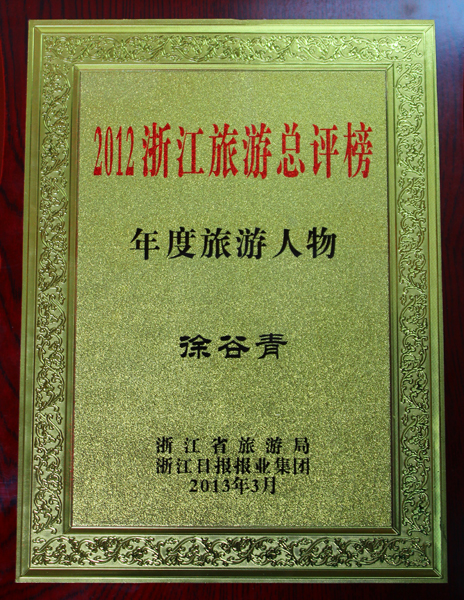 2012浙江旅游总评榜
年度旅游人物
徐谷青
浙江省旅游局
浙江日报报业集团
2013年3月